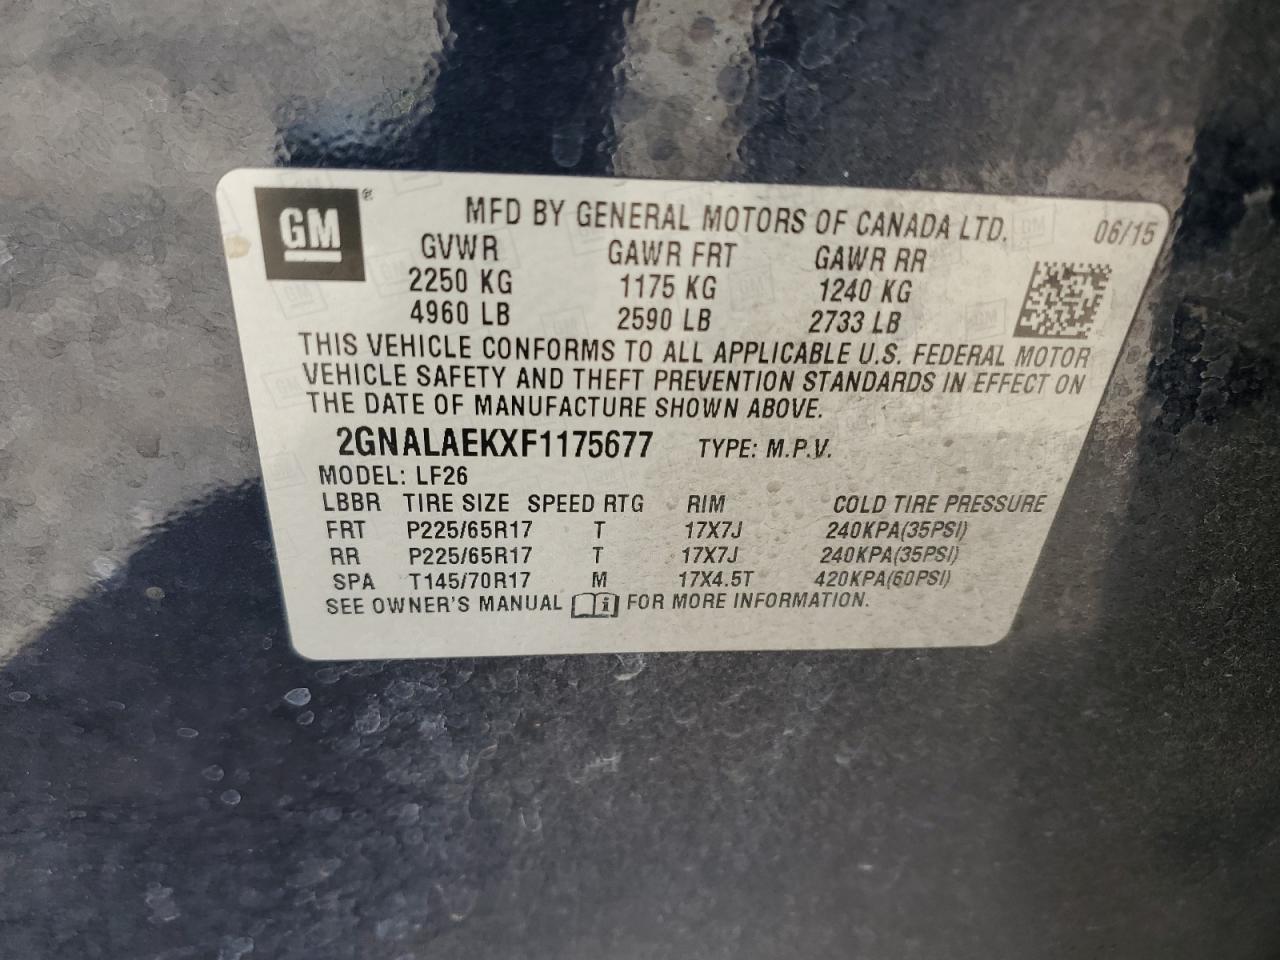 GM ® MFD BY GENERAL MOTORS OF CANADA LTD. 06/15
GVWR GAWR FRT GAWR RR
2250 KG 1175 KG 1240 KG
4960 LB 2590 LB 2733 LB
THIS VEHICLE CONFORMS TO ALL APPLICABLE U.S. FEDERAL MOTOR
VEHICLE SAFETY AND THEFT PREVENTION STANDARDS IN EFFECT ON
THE DATE OF MANUFACTURE SHOWN ABOVE.
2GNALAEKXF1175677 TYPE: M.P.V.
MODEL: LF26
LBBR TIRE SIZE SPEED RTG RIM COLD TIRE PRESSURE
FRT P225/65R17 T 17X7J 240KPA(35PSI)
RR P225/65R17 T 17X7J 240KPA(35PSI)
SPA T145/70R17 M 17X4.5T 420KPA(60PSI)
SEE OWNER'S MANUAL i FOR MORE INFORMATION.